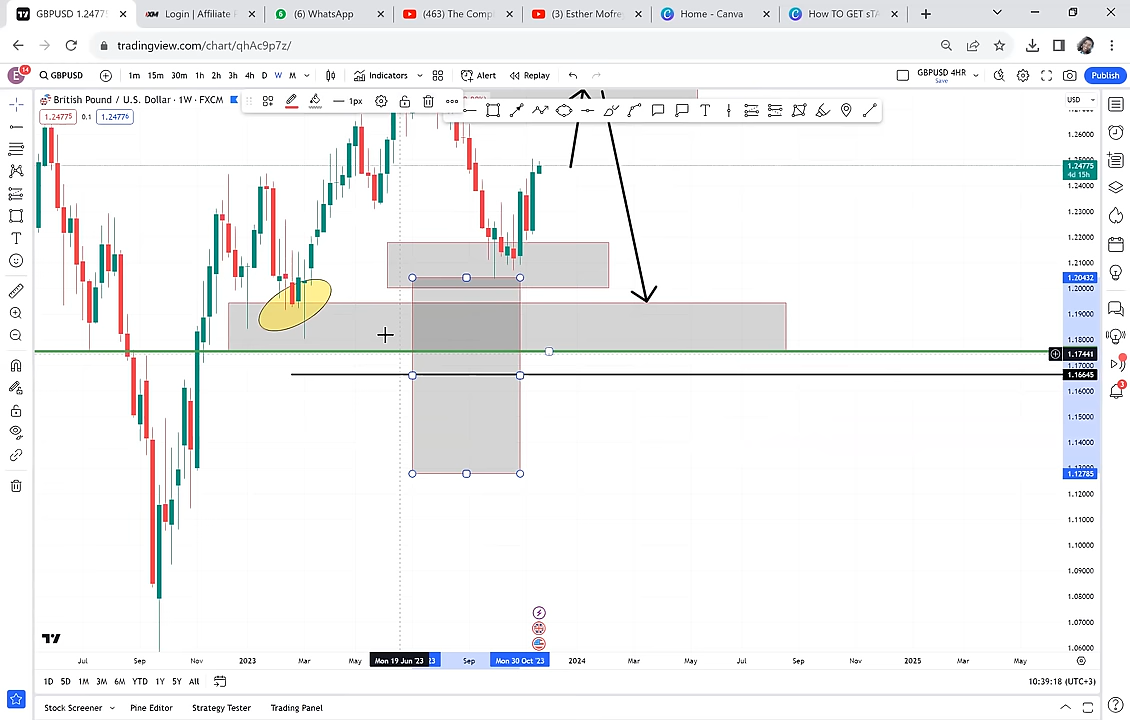 GBPUSD 1.2477
Login | Affiliate
(6) WhatsApp
(463) The Comp
(3) Esther Mofre
Home - Canva
How TO GET sTA
tradingview.com/chart/qhAc9p7z/
E
14
GBPUSD
1m 15m 30m 1h 2h 3h 4h D W M
Indicators
Alert
Replay
GBPUSD 4HR
Save
Publish
British Pound / U.S. Dollar · 1W · FXCM
1.24775
0.1
1.24776
1px
USD
1.26000
1.24775
4d 15h
1.24000
1.23000
1.22000
1.21000
1.20432
1.20000
1.19000
1.18000
1.17441
1.17000
1.16645
1.16000
1.15000
1.14000
1.12785
1.12000
1.11000
1.10000
1.09000
1.08000
1.07000
1.06000
3
Jul
Sep
Nov
2023
Mar
May
Mon 19 Jun '23
23
Sep
Mon 30 Oct '23
2024
Mar
May
Jul
Sep
Nov
2025
Mar
May
1D 5D 1M 3M 6M YTD 1Y 5Y All
10:39:18 (UTC+3)
Stock Screener
Pine Editor
Strategy Tester
Trading Panel